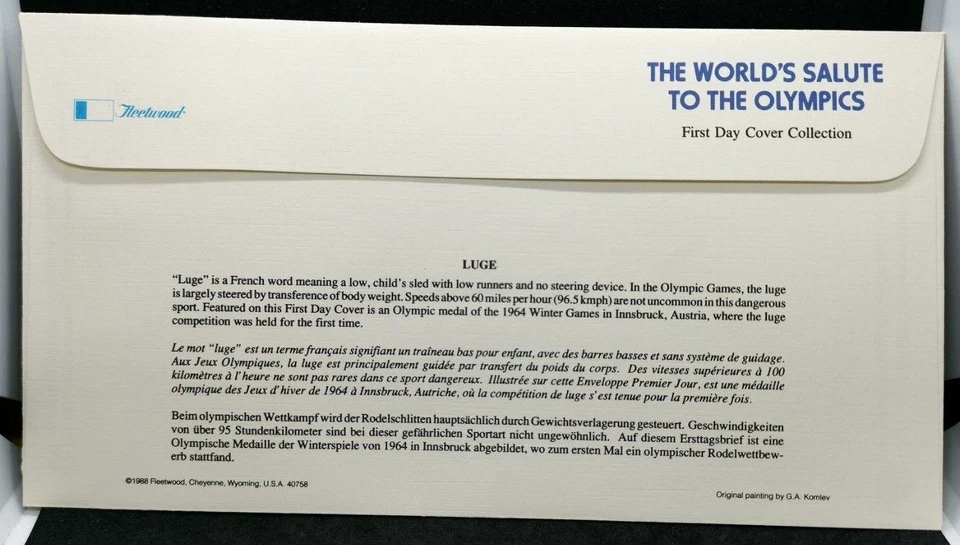 Fleetwood
THE WORLD'S SALUTE
TO THE OLYMPICS
First Day Cover Collection
LUGE
"Luge" is a French word meaning a low, child's sled with low runners and no steering device. In the Olympic Games, the luge
is largely steered by transference of body weight. Speeds above 60 miles per hour (96.5 kmph) are not uncommon in this dangerous
sport. Featured on this First Day Cover is an Olympic medal of the 1964 Winter Games in Innsbruck, Austria, where the luge
competition was held for the first time.
Le mot "luge" est un terme français signifiant un traîneau bas pour enfant, avec des barres basses et sans système de guidage.
Aux Jeux Olympiques, la luge est principalement guidée par transfert du poids du corps. Des vitesses supérieures à 100
kilomètres à l'heure ne sont pas rares dans ce sport dangereux. Illustrée sur cette Enveloppe Premier Jour, est une médaille
olympique des Jeux d'hiver de 1964 à Innsbruck, Autriche, où la compétition de luge s'est tenue pour la première fois.
Beim olympischen Wettkampf wird der Rodelschlitten hauptsächlich durch Gewichtsverlagerung gesteuert. Geschwindigkeiten
von über 95 Stundenkilometer sind bei dieser gefährlichen Sportart nicht ungewöhnlich. Auf diesem Ersttagsbrief ist eine
Olympische Medaille der Winterspiele von 1964 in Innsbruck abgebildet, wo zum ersten Mal ein olympischer Rodelwettbew-
erb stattfand.
©1988 Fleetwood, Cheyenne, Wyoming, U.S.A. 40758
Original painting by G.A. Komlev